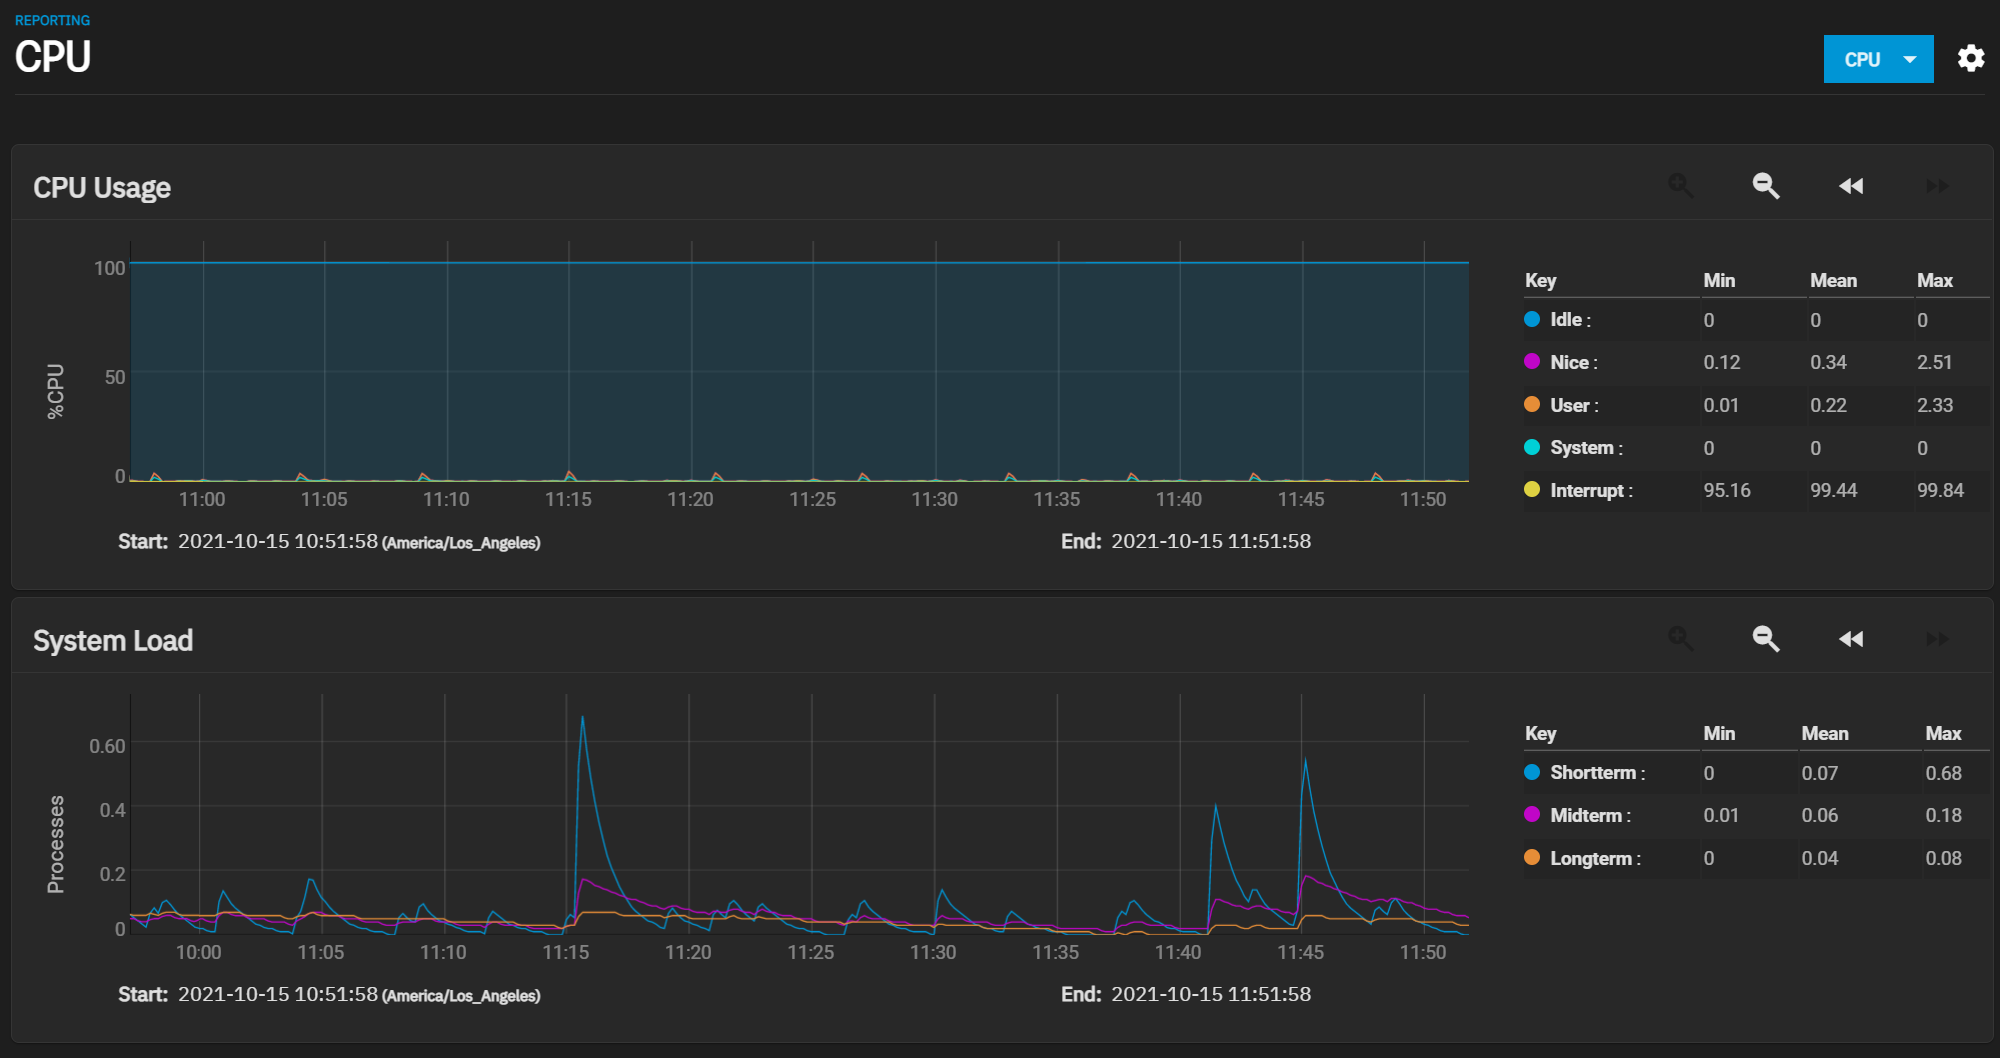 REPORTING
CPU
CPU
CPU Usage
100
50
0
%CPU
11:00 11:05 11:10 11:15 11:20 11:25 11:30 11:35 11:40 11:45 11:50
Start: 2021-10-15 10:51:58 (America/Los_Angeles) End: 2021-10-15 11:51:58
Key Min Mean Max
Idle : 0 0 0
Nice : 0.12 0.34 2.51
User : 0.01 0.22 2.33
System : 0 0 0
Interrupt : 95.16 99.44 99.84
System Load
0.60
0.4
0.2
0
Processes
10:00 11:05 11:10 11:15 11:20 11:25 11:30 11:35 11:40 11:45 11:50
Start: 2021-10-15 10:51:58 (America/Los_Angeles) End: 2021-10-15 11:51:58
Key Min Mean Max
Shortterm : 0 0.07 0.68
Midterm : 0.01 0.06 0.18
Longterm : 0 0.04 0.08